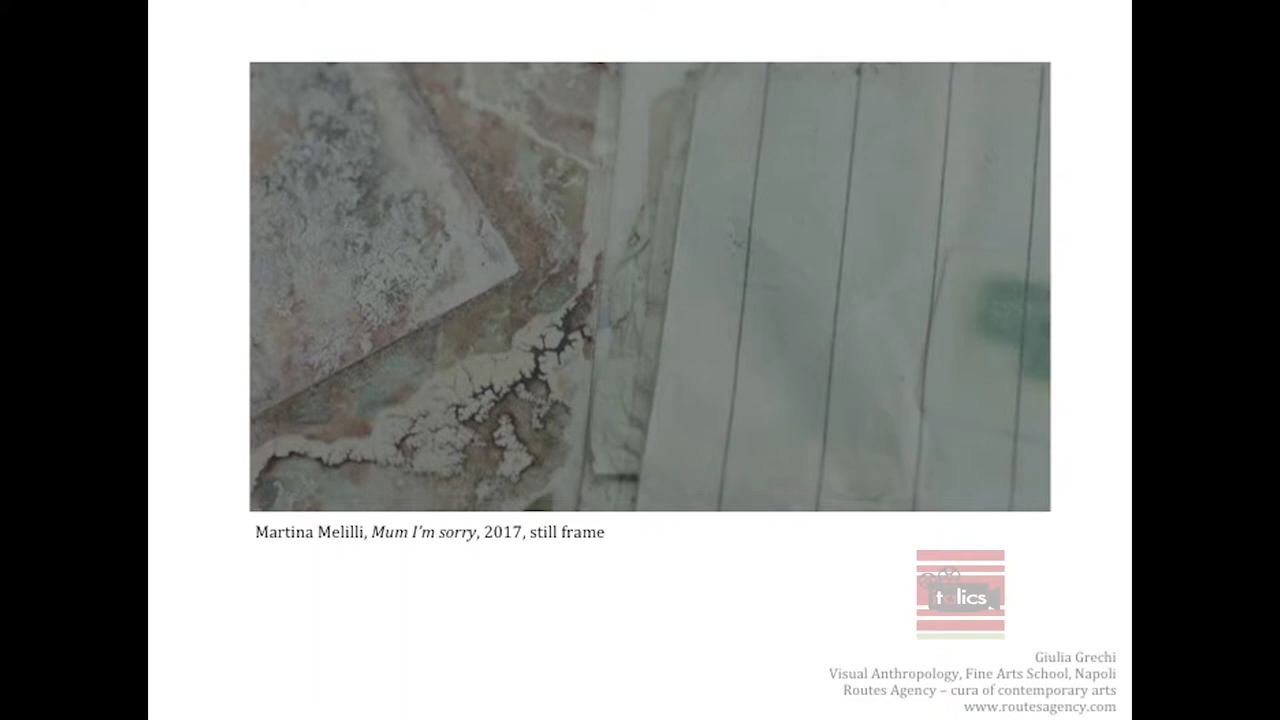 Martina Melilli, Mum I'm sorry, 2017, still frame
italics
Giulia Grechi
Visual Anthropology, Fine Arts School, Napoli
Routes Agency – cura of contemporary arts
www.routesagency.com